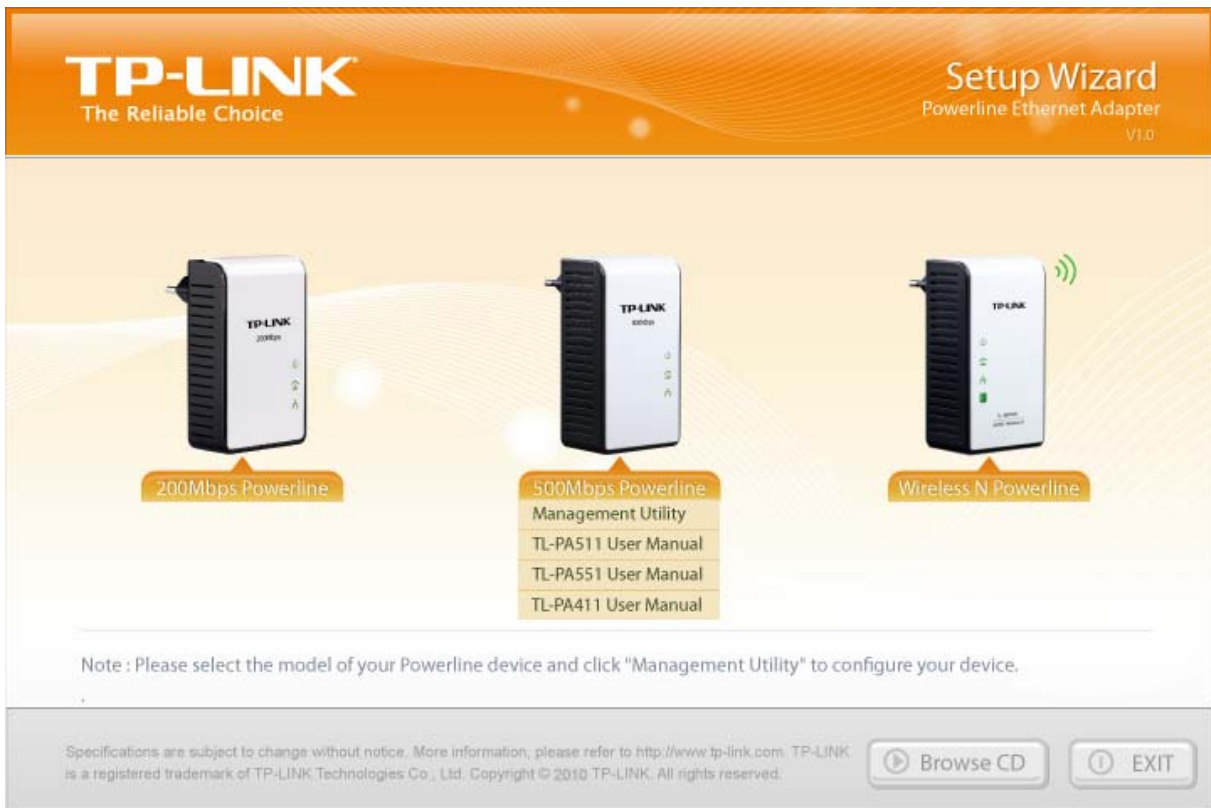 TP-LINK
The Reliable Choice
Setup Wizard
Powerline Ethernet Adapter
V1.0
TP-LINK
200Mbps
TP-LINK
500Mbps
TP-LINK
200Mbps Powerline
500Mbps Powerline
Wireless N Powerline
Management Utility
TL-PA511 User Manual
TL-PA551 User Manual
TL-PA411 User Manual
Note : Please select the model of your Powerline device and click "Management Utility" to configure your device.
.
Specifications are subject to change without notice. More information, please refer to http://www.tp-link.com. TP-LINK
is a registered trademark of TP-LINK Technologies Co., Ltd. Copyright © 2010 TP-LINK. All rights reserved.
Browse CD
EXIT